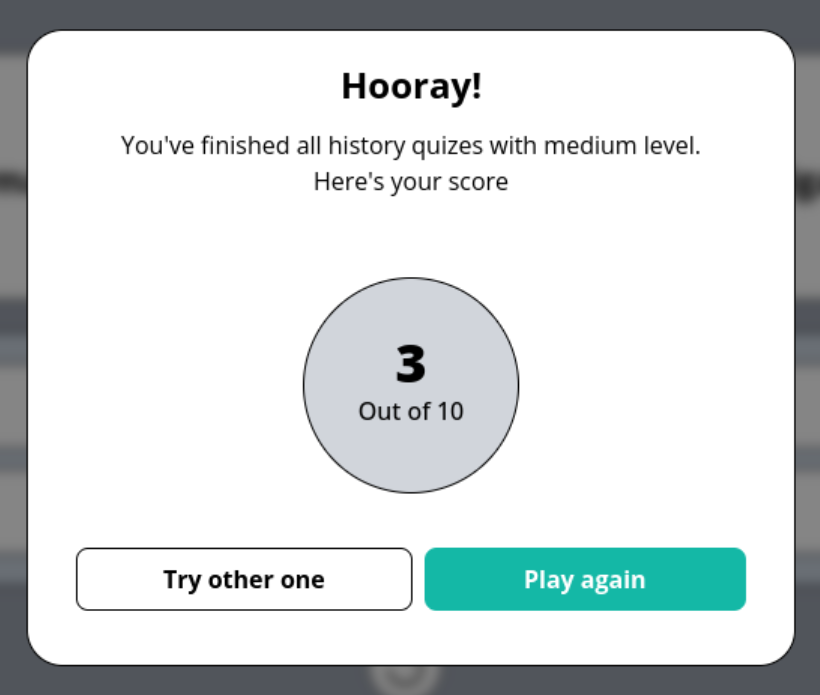 Hooray!
You've finished all history quizes with medium level.
Here's your score
3
Out of 10
Try other one
Play again